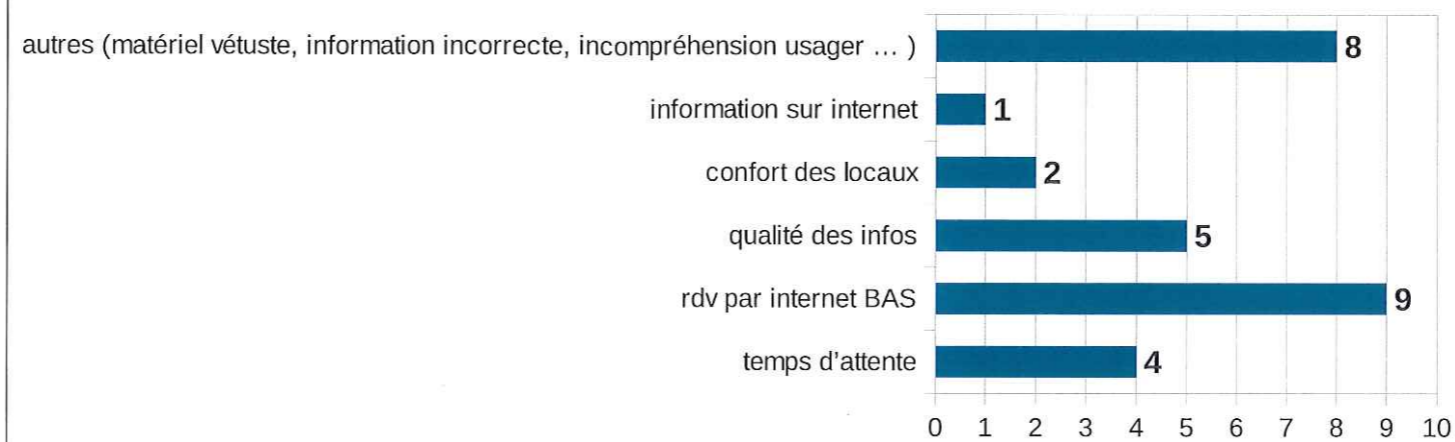 autres (matériel vétuste, information incorrecte, incompréhension usager … ) 8
information sur internet 1
confort des locaux 2
qualité des infos 5
rdv par internet BAS 9
temps d’attente 4
0 1 2 3 4 5 6 7 8 9 10